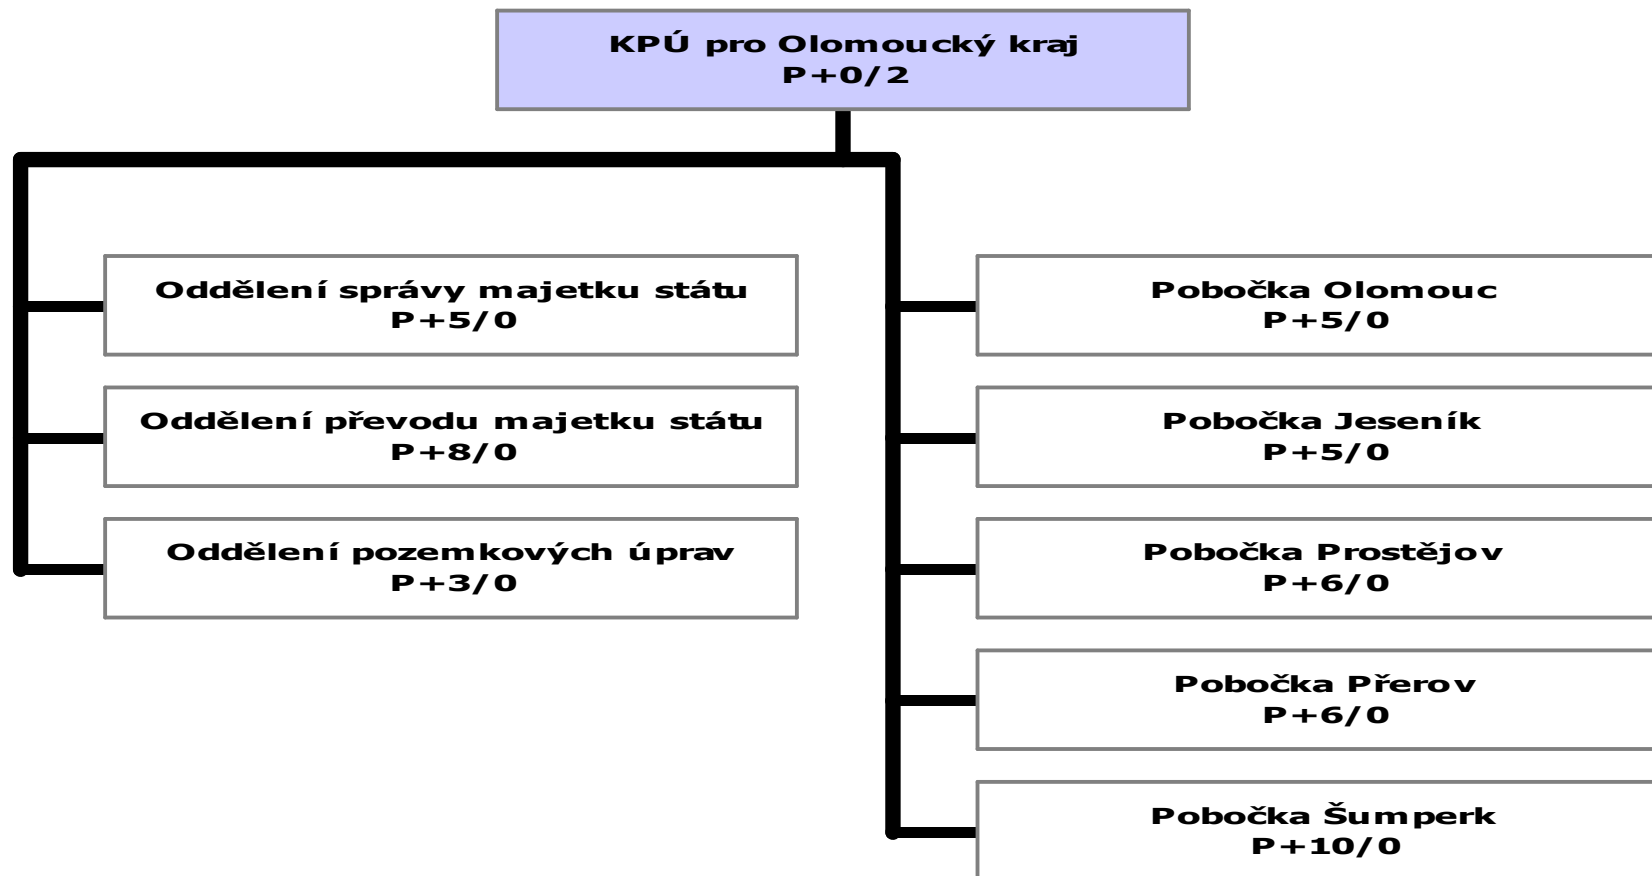 KPÚ pro Olomoucký kraj
P+0/2
Oddělení správy majetku státu
P+5/0
Oddělení převodu majetku státu
P+8/0
Oddělení pozemkových úprav
P+3/0
Pobočka Olomouc
P+5/0
Pobočka Jeseník
P+5/0
Pobočka Prostějov
P+6/0
Pobočka Přerov
P+6/0
Pobočka Šumperk
P+10/0